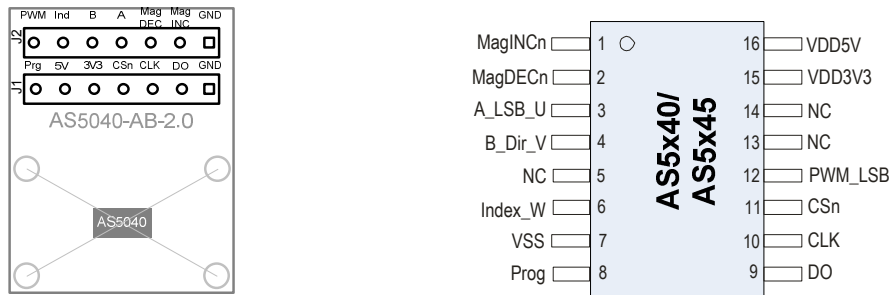 PWM Ind B A Mag DEC Mag INC GND
J2
Prg 5V 3V3 CSn CLK DO GND
J1
AS5040-AB-2.0
AS5040
MagINCn 1 16 VDD5V
MagDECn 2 15 VDD3V3
A_LSB_U 3 14 NC
B_Dir_V 4 13 NC
NC 5 12 PWM_LSB
Index_W 6 11 CSn
VSS 7 10 CLK
Prog 8 9 DO
AS5x40/
AS5x45